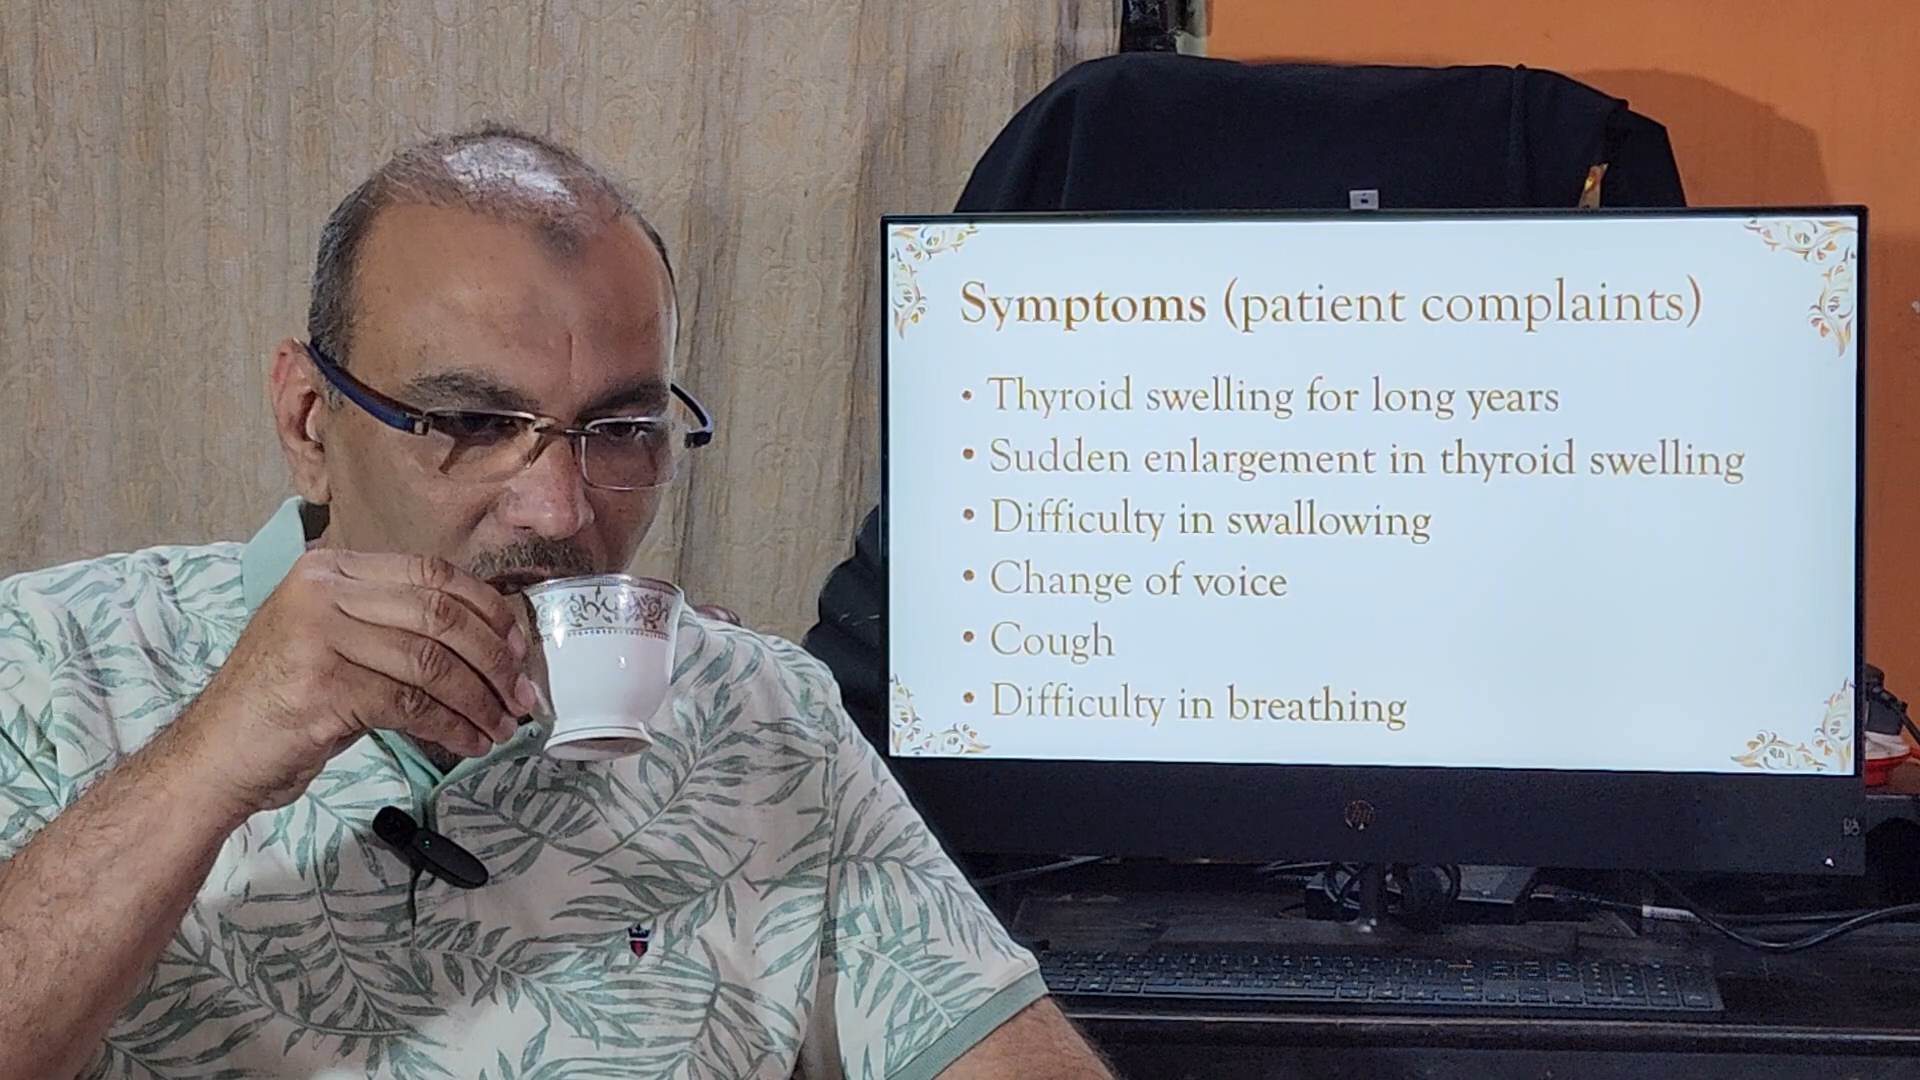 Symptoms (patient complaints)
• Thyroid swelling for long years
• Sudden enlargement in thyroid swelling
• Difficulty in swallowing
• Change of voice
• Cough
• Difficulty in breathing
hp